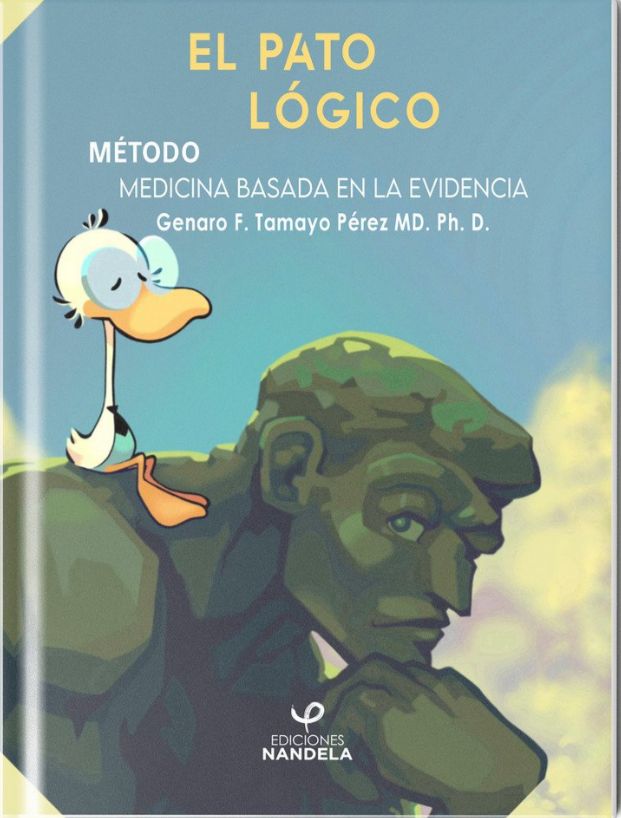 EL PATO
LÓGICO
MÉTODO
MEDICINA BASADA EN LA EVIDENCIA
Genaro F. Tamayo Pérez MD. Ph. D.
EDICIONES
NANDELA